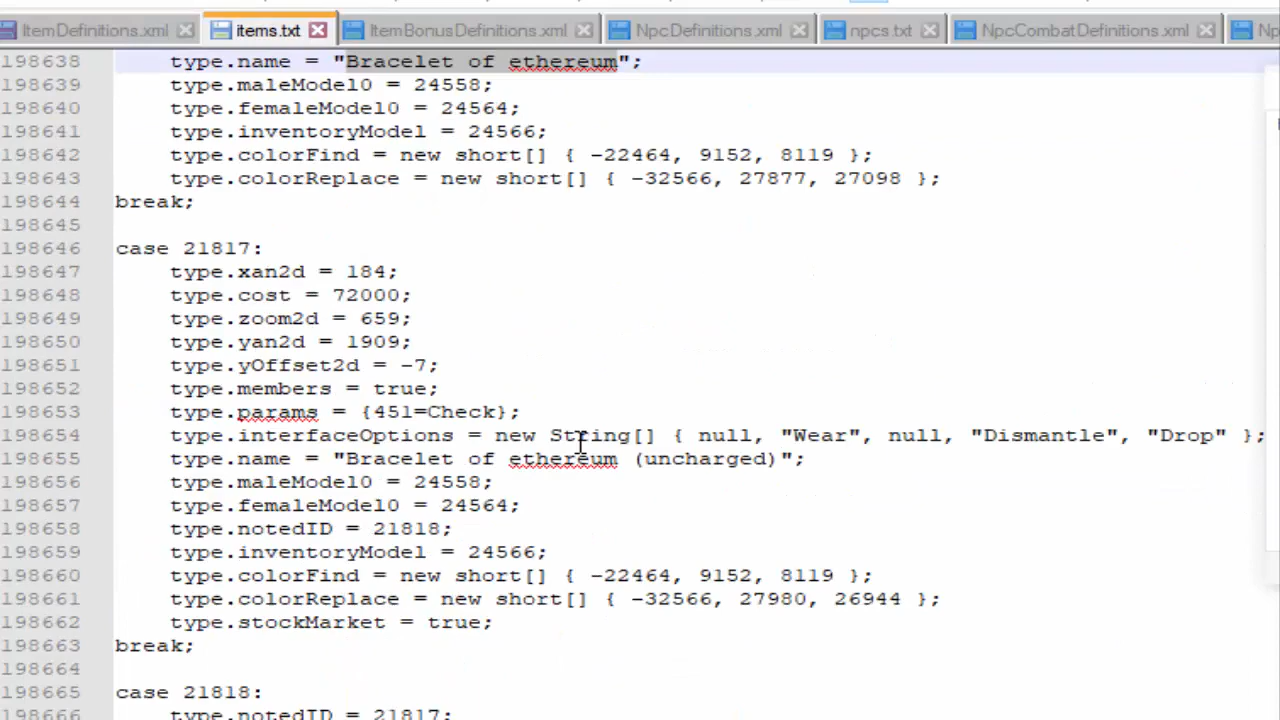 ItemDefinitions.xml items.txt ItemBonusDefinitions.xml NpcDefinitions.xml npcs.txt NpcCombatDefinitions.xml
198638 type.name = "Bracelet of ethereum";
198639 type.maleModel0 = 24558;
198640 type.femaleModel0 = 24564;
198641 type.inventoryModel = 24566;
198642 type.colorFind = new short[] { -22464, 9152, 8119 };
198643 type.colorReplace = new short[] { -32566, 27877, 27098 };
198644 break;
198645
198646 case 21817:
198647 type.xan2d = 184;
198648 type.cost = 72000;
198649 type.zoom2d = 659;
198650 type.yan2d = 1909;
198651 type.yOffset2d = -7;
198652 type.members = true;
198653 type.params = {451=Check};
198654 type.interfaceOptions = new String[] { null, "Wear", null, "Dismantle", "Drop" };
198655 type.name = "Bracelet of ethereum (uncharged)";
198656 type.maleModel0 = 24558;
198657 type.femaleModel0 = 24564;
198658 type.notedID = 21818;
198659 type.inventoryModel = 24566;
198660 type.colorFind = new short[] { -22464, 9152, 8119 };
198661 type.colorReplace = new short[] { -32566, 27980, 26944 };
198662 type.stockMarket = true;
198663 break;
198664
198665 case 21818:
198666 type.notedID = 21817;